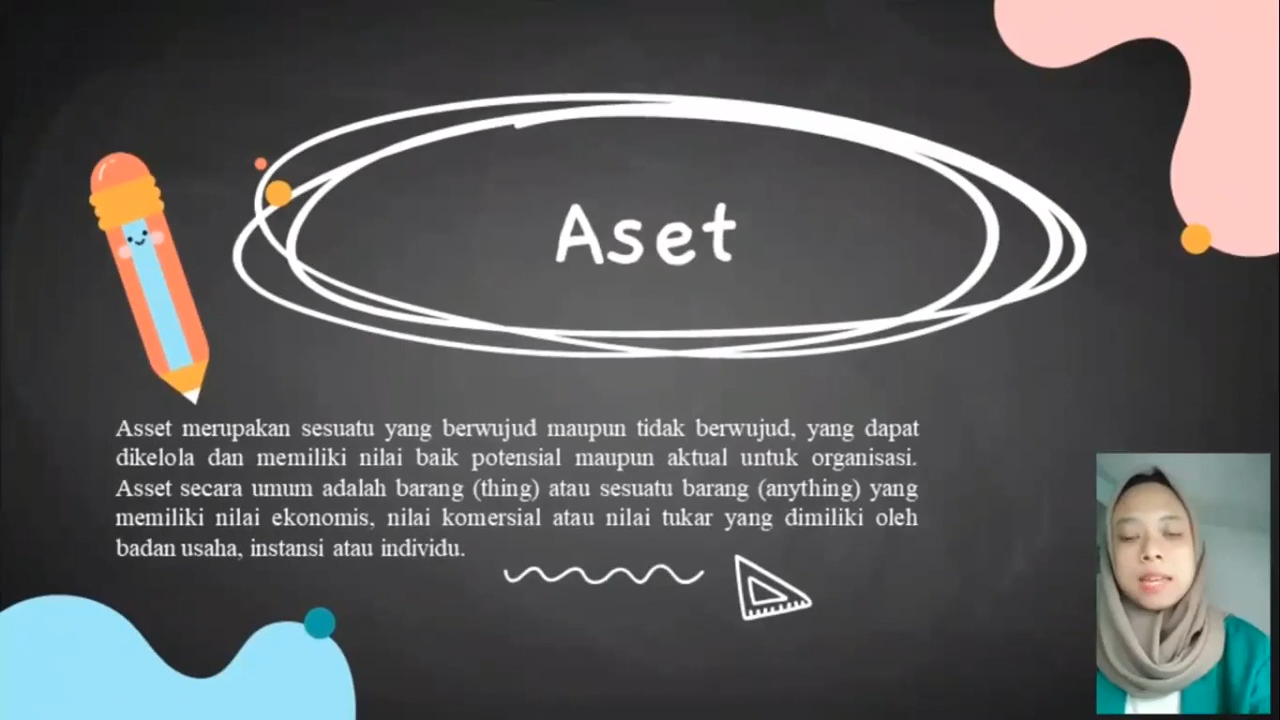 Aset
Asset merupakan sesuatu yang berwujud maupun tidak berwujud, yang dapat
dikelola dan memiliki nilai baik potensial maupun aktual untuk organisasi.
Asset secara umum adalah barang (thing) atau sesuatu barang (anything) yang
memiliki nilai ekonomis, nilai komersial atau nilai tukar yang dimiliki oleh
badan usaha, instansi atau individu.